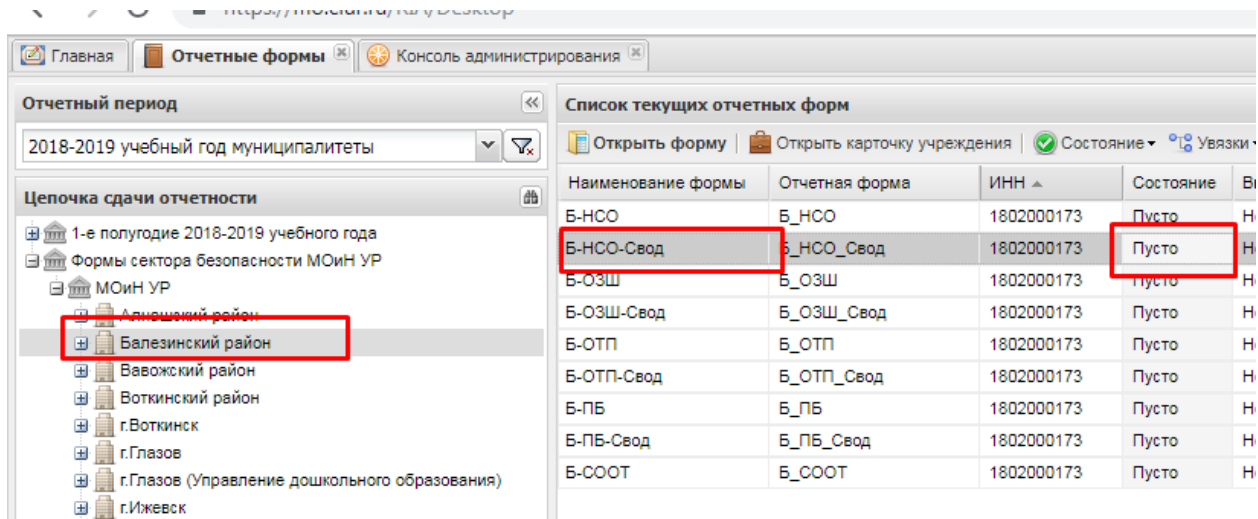 Главная
Отчетные формы
Консоль администрирования
Отчетный период
2018-2019 учебный год муниципалитеты
Цепочка сдачи отчетности
1-е полугодие 2018-2019 учебного года
Формы сектора безопасности МОиН УР
МОиН УР
Алнашский район
Балезинский район
Вавожский район
Воткинский район
г.Воткинск
г.Глазов
г.Глазов (Управление дошкольного образования)
г.Ижевск
Список текущих отчетных форм
Открыть форму Открыть карточку учреждения Состояние Увязки
Наименование формы Отчетная форма ИНН Состояние
Б-НСО Б_НСО 1802000173 Пусто
Б-НСО-Свод Б_НСО_Свод 1802000173 Пусто
Б-ОЗШ Б_ОЗШ 1802000173 Пусто
Б-ОЗШ-Свод Б_ОЗШ_Свод 1802000173 Пусто
Б-ОТП Б_ОТП 1802000173 Пусто
Б-ОТП-Свод Б_ОТП_Свод 1802000173 Пусто
Б-ПБ Б_ПБ 1802000173 Пусто
Б-ПБ-Свод Б_ПБ_Свод 1802000173 Пусто
Б-СООТ Б_СООТ 1802000173 Пусто